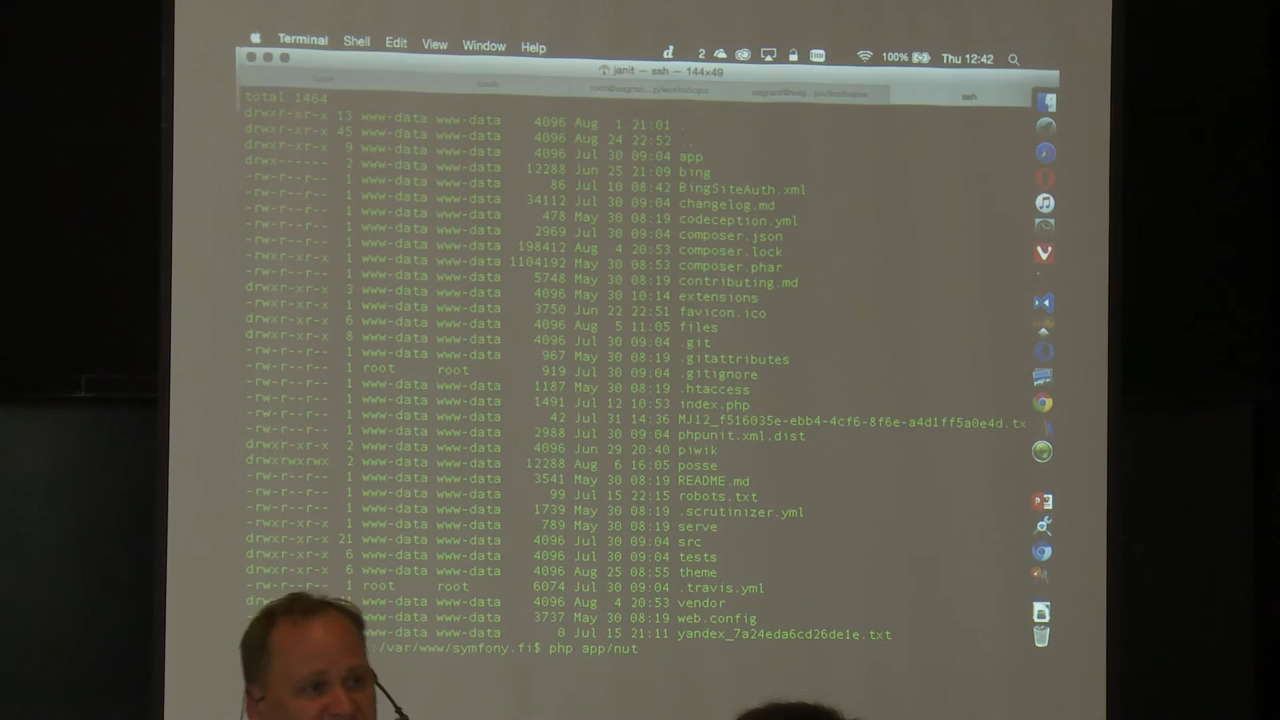 Terminal Shell Edit View Window Help 2 100% Thu 12:42
janit — ssh — 144×49
ssh
total 1464
drwxr-xr-x 13 www-data www-data 4096 Aug 1 21:01 .
drwxr-xr-x 45 www-data www-data 4096 Aug 24 22:52 ..
drwxr-xr-x 9 www-data www-data 4096 Jul 30 09:04 app
drwx------ 2 www-data www-data 12288 Jun 25 21:09 bing
-rw-r--r-- 1 www-data www-data 86 Jul 10 08:42 BingSiteAuth.xml
-rw-r--r-- 1 www-data www-data 34112 Jul 30 09:04 changelog.md
-rw-r--r-- 1 www-data www-data 478 May 30 08:19 codeception.yml
-rw-r--r-- 1 www-data www-data 2969 Jul 30 09:04 composer.json
-rw-r--r-- 1 www-data www-data 198412 Aug 4 20:53 composer.lock
-rwxr-xr-x 1 www-data www-data 1104192 May 30 08:53 composer.phar
-rw-r--r-- 1 www-data www-data 5748 May 30 08:19 contributing.md
drwxr-xr-x 3 www-data www-data 4096 May 30 10:14 extensions
-rw-r--r-- 1 www-data www-data 3750 Jun 22 22:51 favicon.ico
drwxr-xr-x 6 www-data www-data 4096 Aug 5 11:05 files
drwxr-xr-x 8 www-data www-data 4096 Jul 30 09:04 .git
-rw-r--r-- 1 www-data www-data 967 May 30 08:19 .gitattributes
-rw-r--r-- 1 root root 919 Jul 30 09:04 .gitignore
-rw-r--r-- 1 www-data www-data 1187 May 30 08:19 .htaccess
-rw-r--r-- 1 www-data www-data 1491 Jul 12 10:53 index.php
-rw-r--r-- 1 www-data www-data 42 Jul 31 14:36 MJ12_f516035e-ebb4-4cf6-8f6e-a4d1ff5a0e4d.tx
-rw-r--r-- 1 www-data www-data 2988 Jul 30 09:04 phpunit.xml.dist
drwxr-xr-x 2 www-data www-data 4096 Jun 29 20:40 piwik
drwxrwxrwx 2 www-data www-data 12288 Aug 6 16:05 posse
-rw-r--r-- 1 www-data www-data 3541 May 30 08:19 README.md
-rw-r--r-- 1 www-data www-data 99 Jul 15 22:15 robots.txt
-rw-r--r-- 1 www-data www-data 1739 May 30 08:19 .scrutinizer.yml
-rwxr-xr-x 1 www-data www-data 789 May 30 08:19 serve
drwxr-xr-x 21 www-data www-data 4096 Jul 30 09:04 src
drwxr-xr-x 6 www-data www-data 4096 Jul 30 09:04 tests
drwxr-xr-x 6 www-data www-data 4096 Aug 25 08:55 theme
-rw-r--r-- 1 root root 6074 Jul 30 09:04 .travis.yml
www-data www-data 4096 Aug 4 20:53 vendor
www-data www-data 3737 May 30 08:19 web.config
www-data www-data 0 Jul 15 21:11 yandex_7a24eda6cd26de1e.txt
:/var/www/symfony.fi$ php app/nut